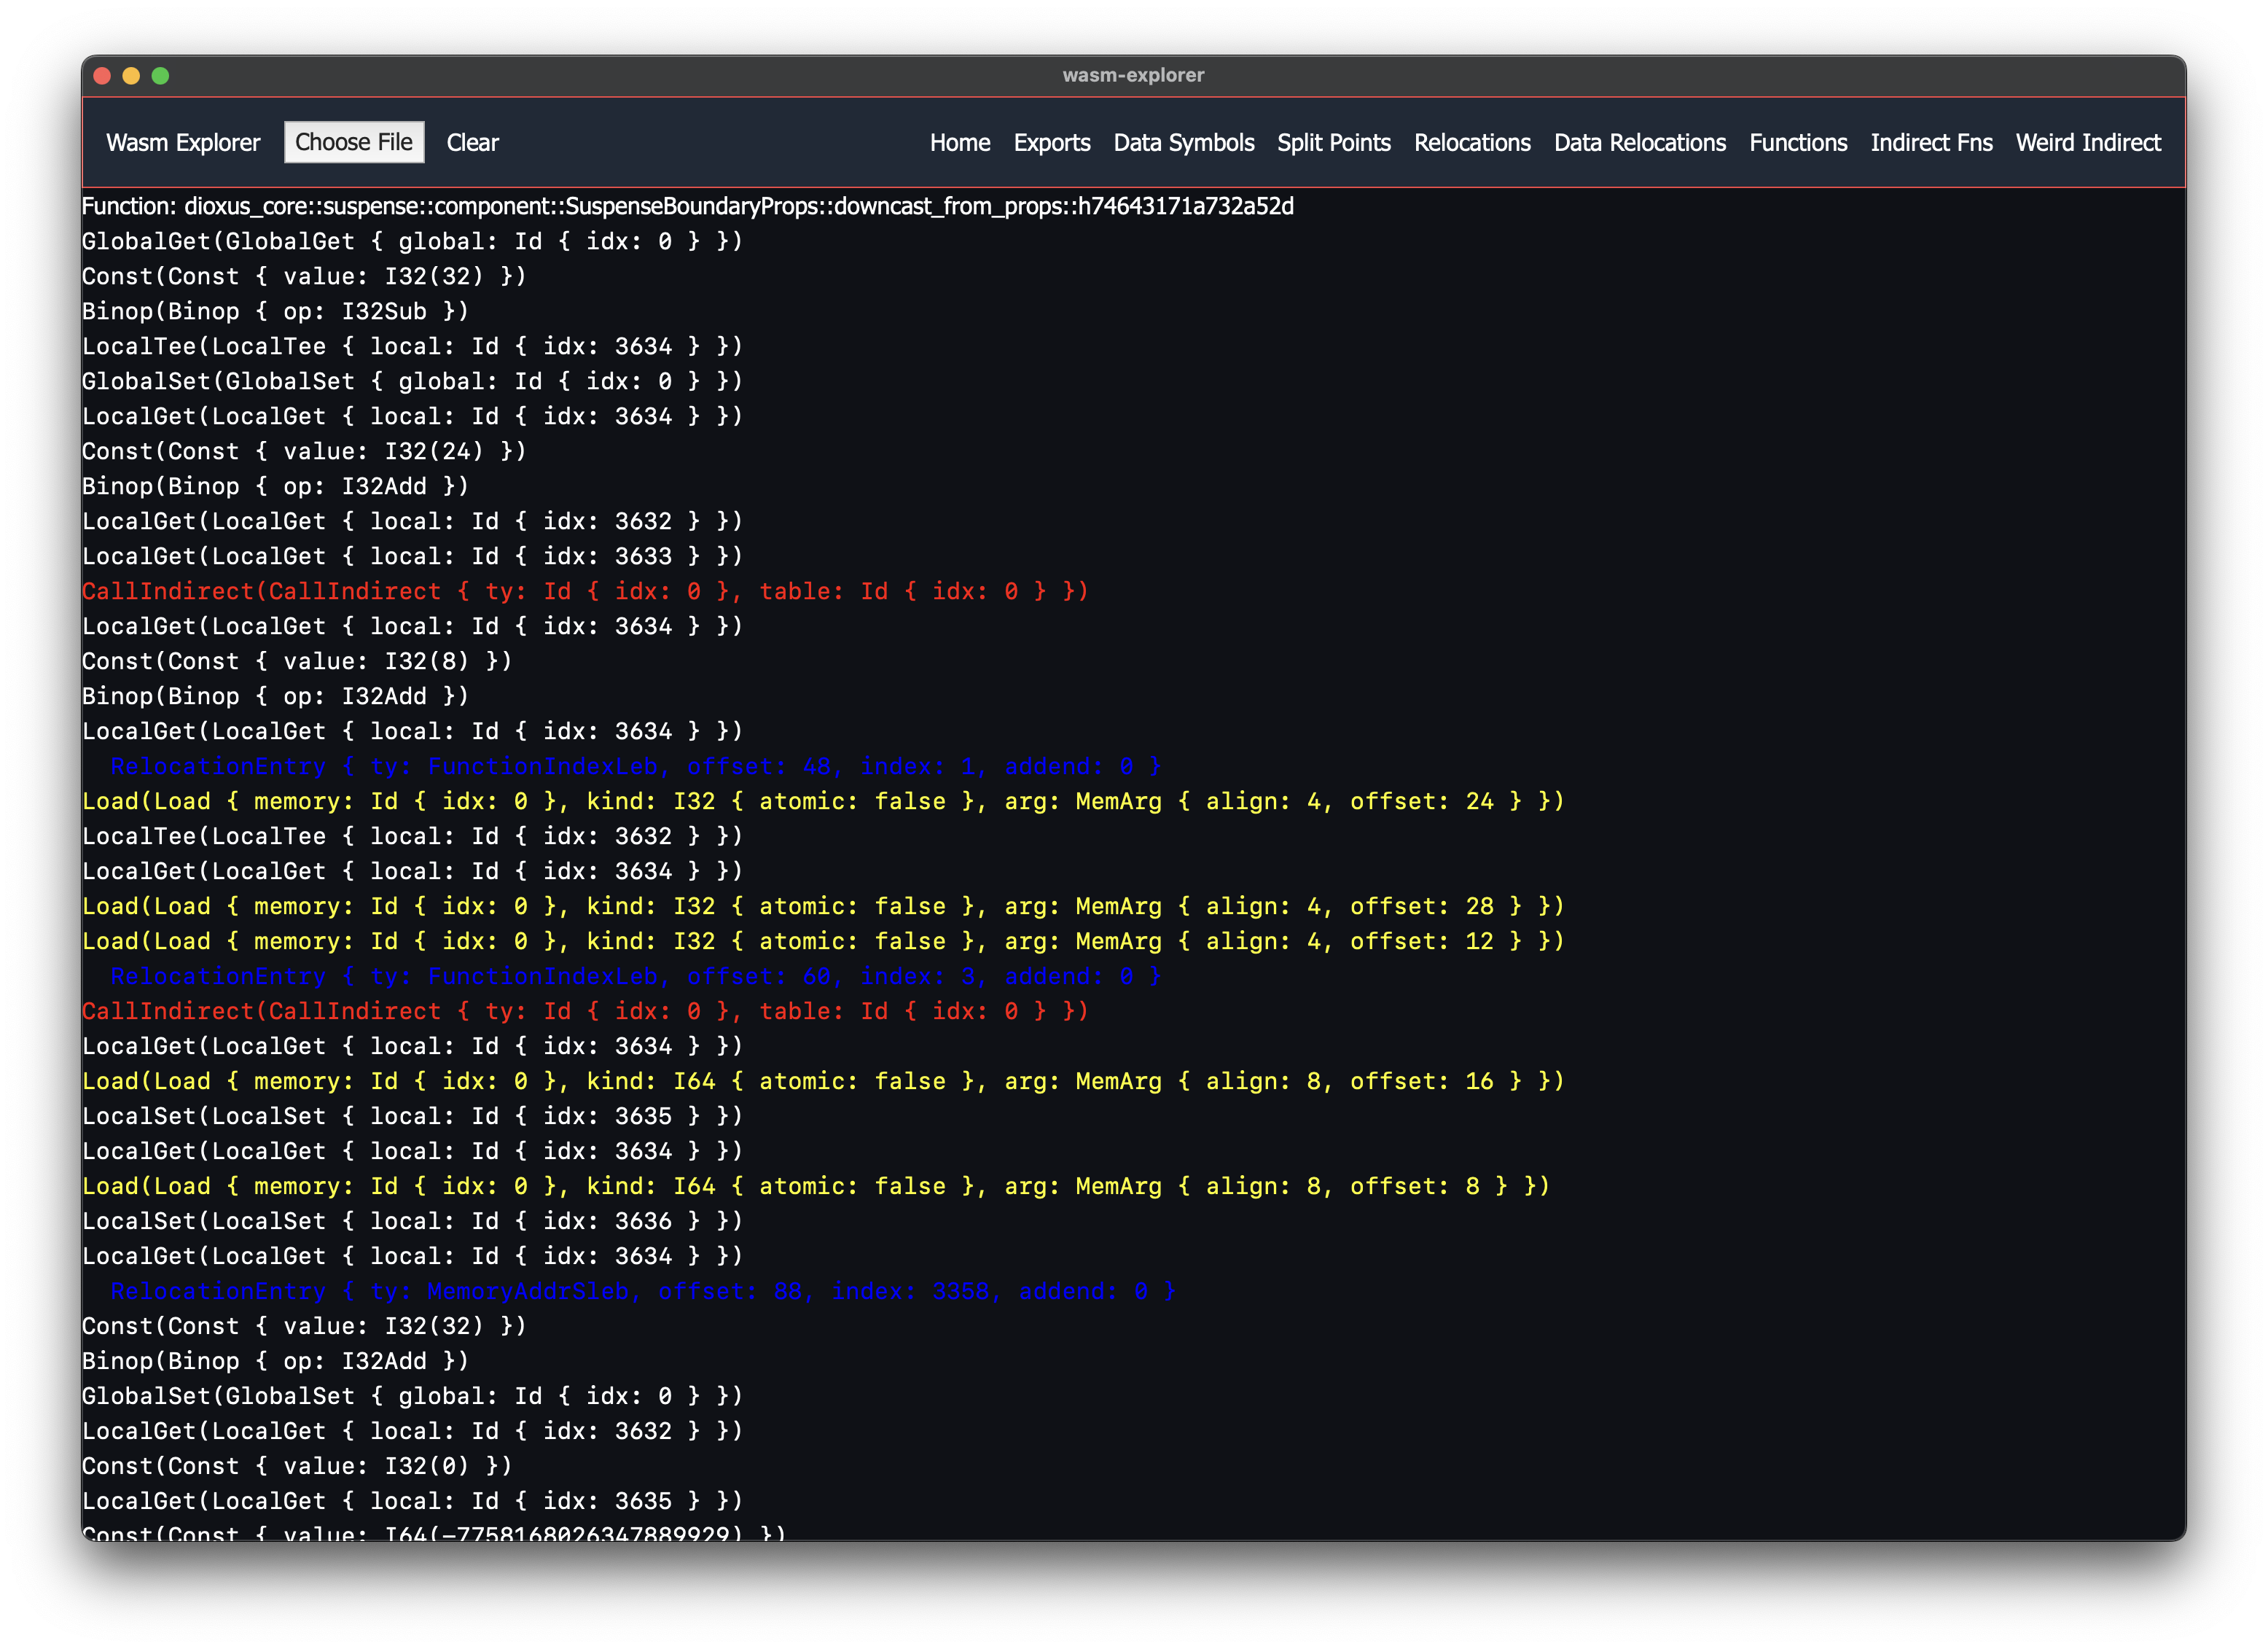 wasm-explorer
Wasm Explorer Choose File Clear Home Exports Data Symbols Split Points Relocations Data Relocations Functions Indirect Fns Weird Indirect
Function: dioxus_core::suspense::component::SuspenseBoundaryProps::downcast_from_props::h74643171a732a52d
GlobalGet(GlobalGet { global: Id { idx: 0 } })
Const(Const { value: I32(32) })
Binop(Binop { op: I32Sub })
LocalTee(LocalTee { local: Id { idx: 3634 } })
GlobalSet(GlobalSet { global: Id { idx: 0 } })
LocalGet(LocalGet { local: Id { idx: 3634 } })
Const(Const { value: I32(24) })
Binop(Binop { op: I32Add })
LocalGet(LocalGet { local: Id { idx: 3632 } })
LocalGet(LocalGet { local: Id { idx: 3633 } })
CallIndirect(CallIndirect { ty: Id { idx: 0 }, table: Id { idx: 0 } })
LocalGet(LocalGet { local: Id { idx: 3634 } })
Const(Const { value: I32(8) })
Binop(Binop { op: I32Add })
LocalGet(LocalGet { local: Id { idx: 3634 } })
RelocationEntry { ty: FunctionIndexLeb, offset: 48, index: 1, addend: 0 }
Load(Load { memory: Id { idx: 0 }, kind: I32 { atomic: false }, arg: MemArg { align: 4, offset: 24 } })
LocalTee(LocalTee { local: Id { idx: 3632 } })
LocalGet(LocalGet { local: Id { idx: 3634 } })
Load(Load { memory: Id { idx: 0 }, kind: I32 { atomic: false }, arg: MemArg { align: 4, offset: 28 } })
Load(Load { memory: Id { idx: 0 }, kind: I32 { atomic: false }, arg: MemArg { align: 4, offset: 12 } })
RelocationEntry { ty: FunctionIndexLeb, offset: 60, index: 3, addend: 0 }
CallIndirect(CallIndirect { ty: Id { idx: 0 }, table: Id { idx: 0 } })
LocalGet(LocalGet { local: Id { idx: 3634 } })
Load(Load { memory: Id { idx: 0 }, kind: I64 { atomic: false }, arg: MemArg { align: 8, offset: 16 } })
LocalSet(LocalSet { local: Id { idx: 3635 } })
LocalGet(LocalGet { local: Id { idx: 3634 } })
Load(Load { memory: Id { idx: 0 }, kind: I64 { atomic: false }, arg: MemArg { align: 8, offset: 8 } })
LocalSet(LocalSet { local: Id { idx: 3636 } })
LocalGet(LocalGet { local: Id { idx: 3634 } })
RelocationEntry { ty: MemoryAddrSleb, offset: 88, index: 3358, addend: 0 }
Const(Const { value: I32(32) })
Binop(Binop { op: I32Add })
GlobalSet(GlobalSet { global: Id { idx: 0 } })
LocalGet(LocalGet { local: Id { idx: 3632 } })
Const(Const { value: I32(0) })
LocalGet(LocalGet { local: Id { idx: 3635 } })
Const(Const { value: I64(-7758168026347889929) })